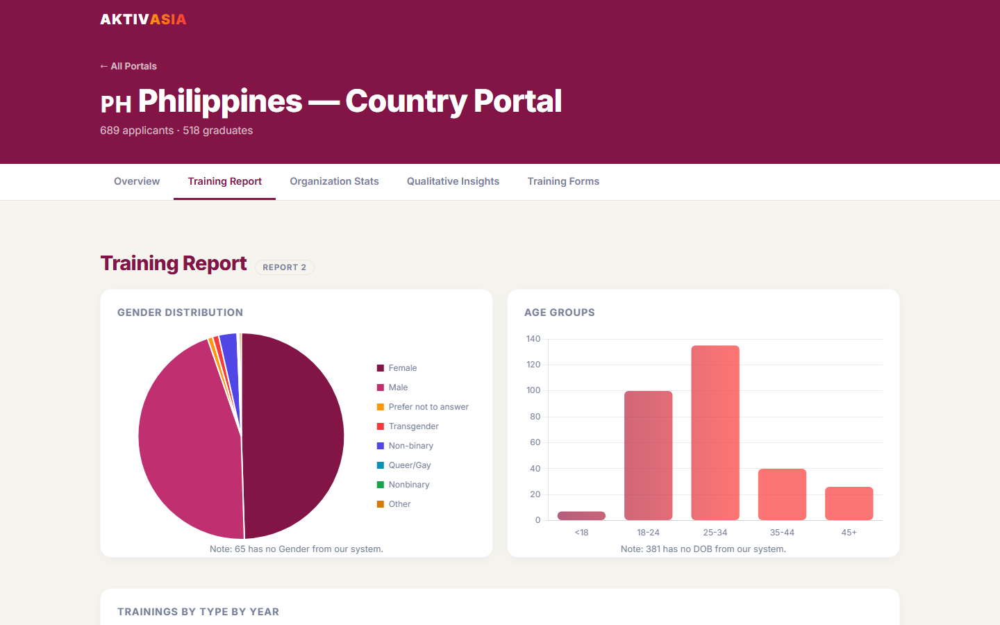 AKTIVASIA
← All Portals
PH Philippines — Country Portal
689 applicants · 518 graduates
Overview
Training Report
Organization Stats
Qualitative Insights
Training Forms
Training Report
REPORT 2
GENDER DISTRIBUTION
Female
Male
Prefer not to answer
Transgender
Non-binary
Queer/Gay
Nonbinary
Other
Note: 65 has no Gender from our system.
AGE GROUPS
140
120
100
80
60
40
20
0
<18
18-24
25-34
35-44
45+
Note: 381 has no DOB from our system.
TRAININGS BY TYPE BY YEAR